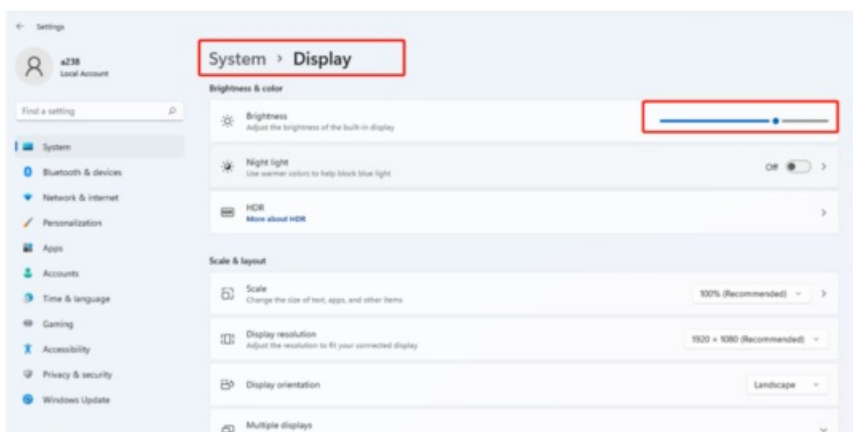 Settings
a238
Local Account
Find a setting
System
Bluetooth & devices
Network & internet
Personalization
Apps
Accounts
Time & language
Gaming
Accessibility
Privacy & security
Windows Update
System > Display
Brightness & color
Brightness
Adjust the brightness of the built-in display
Night light
Use warmer colors to help block blue light
Off
HDR
More about HDR
Scale & layout
Scale
Change the size of text, apps, and other items
100% (Recommended)
Display resolution
Adjust the resolution to fit your connected display
1920 × 1080 (Recommended)
Display orientation
Landscape
Multiple displays